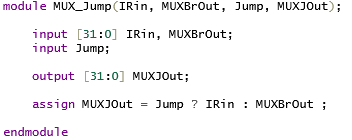 module MUX_Jump(IRin, MUXBrOut, Jump, MUXJOut);
input [31:0] IRin, MUXBrOut;
input Jump;
output [31:0] MUXJOut;
assign MUXJOut = Jump ? IRin : MUXBrOut ;
endmodule